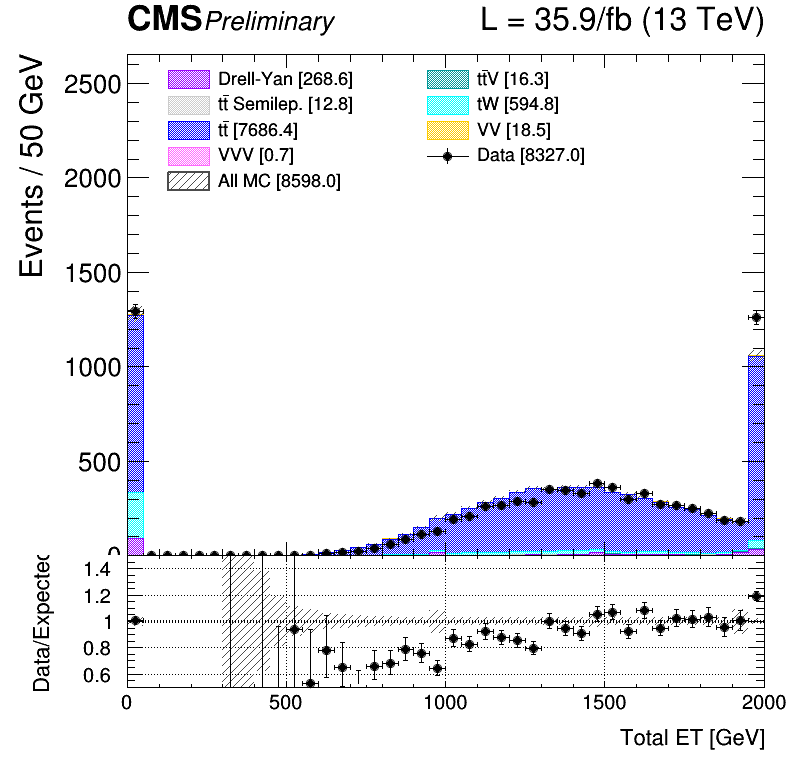 CMS Preliminary L = 35.9/fb (13 TeV)
Events / 50 GeV
2500
2000
1500
1000
500
0
Drell-Yan [268.6]
tt̄ Semilep. [12.8]
tt̄ [7686.4]
VVV [0.7]
All MC [8598.0]
tt̄V [16.3]
tW [594.8]
VV [18.5]
Data [8327.0]
Data/Expected
1.4
1.2
1
0.8
0.6
0 500 1000 1500 2000
Total ET [GeV]